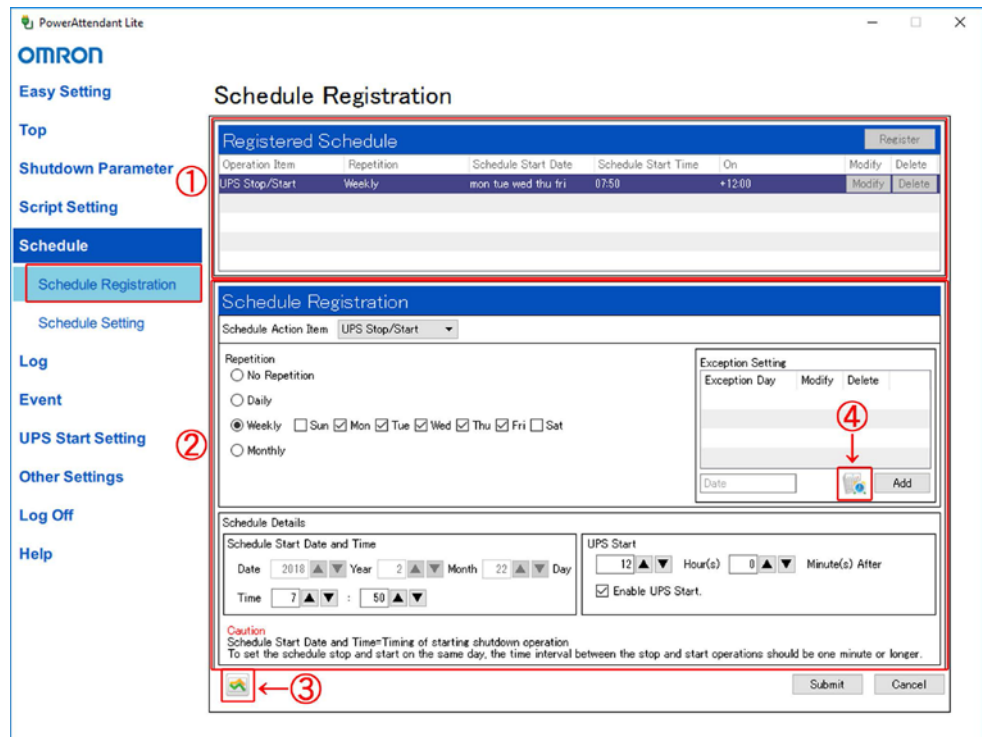 PowerAttendant Lite
OMRON
Easy Setting
Top
Shutdown Parameter
Script Setting
Schedule
Schedule Registration
Schedule Setting
Log
Event
UPS Start Setting
Other Settings
Log Off
Help
Schedule Registration
①
Registered Schedule Register
Operation Item Repetition Schedule Start Date Schedule Start Time On Modify Delete
UPS Stop/Start Weekly mon tue wed thu fri 07:50 +12:00 Modify Delete
②
Schedule Registration
Schedule Action Item UPS Stop/Start
Repetition
No Repetition
Daily
Weekly Sun Mon Tue Wed Thu Fri Sat
Monthly
Exception Setting
Exception Day Modify Delete
④
Date Add
Schedule Details
Schedule Start Date and Time
Date 2018 Year 2 Month 22 Day
Time 7 : 50
UPS Start
12 Hour(s) 0 Minute(s) After
Enable UPS Start.
Caution
Schedule Start Date and Time=Timing of starting shutdown operation
To set the schedule stop and start on the same day, the time interval between the stop and start operations should be one minute or longer.
③
Submit Cancel